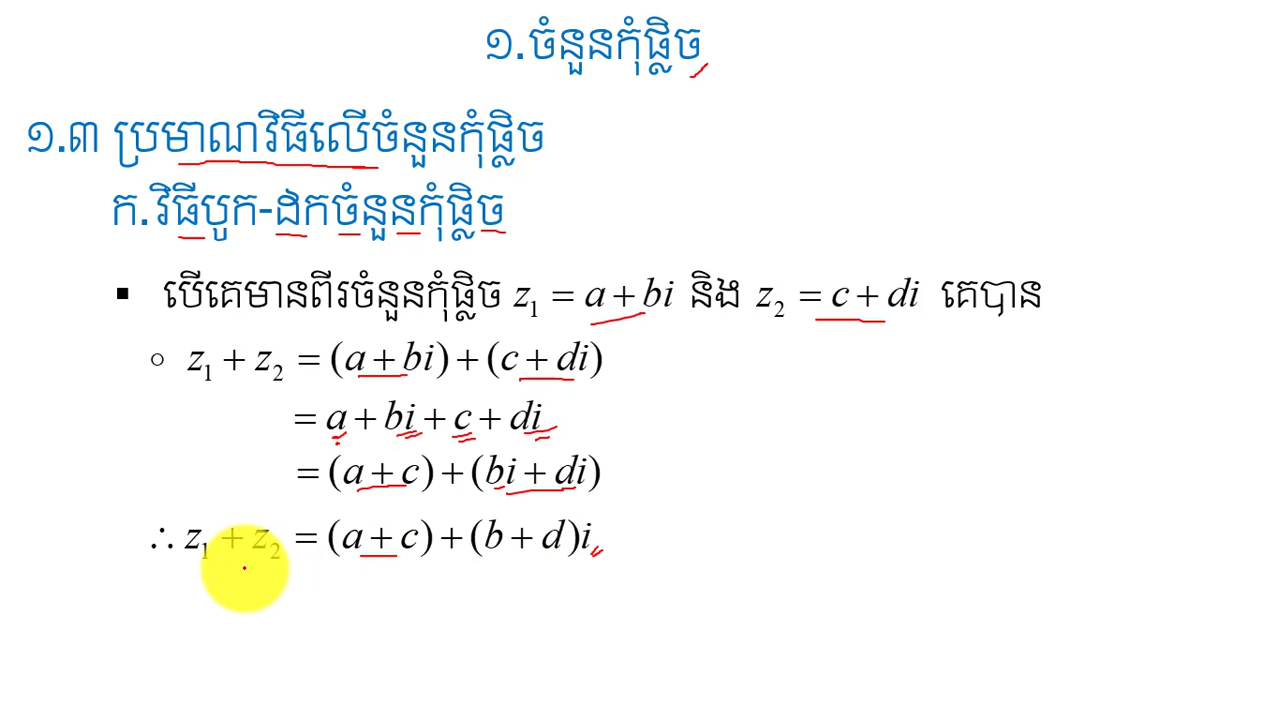 ១.ចំនួនកុំផ្លិច
១.៣ ប្រមាណវិធីលើចំនួនកុំផ្លិច
ក.វិធីបូក-ដកចំនួនកុំផ្លិច
▪ បើគេមានពីរចំនួនកុំផ្លិច z₁ = a + bi និង z₂ = c + di គេបាន
○ z₁ + z₂ = (a + bi) + (c + di)
= a + bi + c + di
= (a + c) + (bi + di)
∴ z₁ + z₂ = (a + c) + (b + d)i